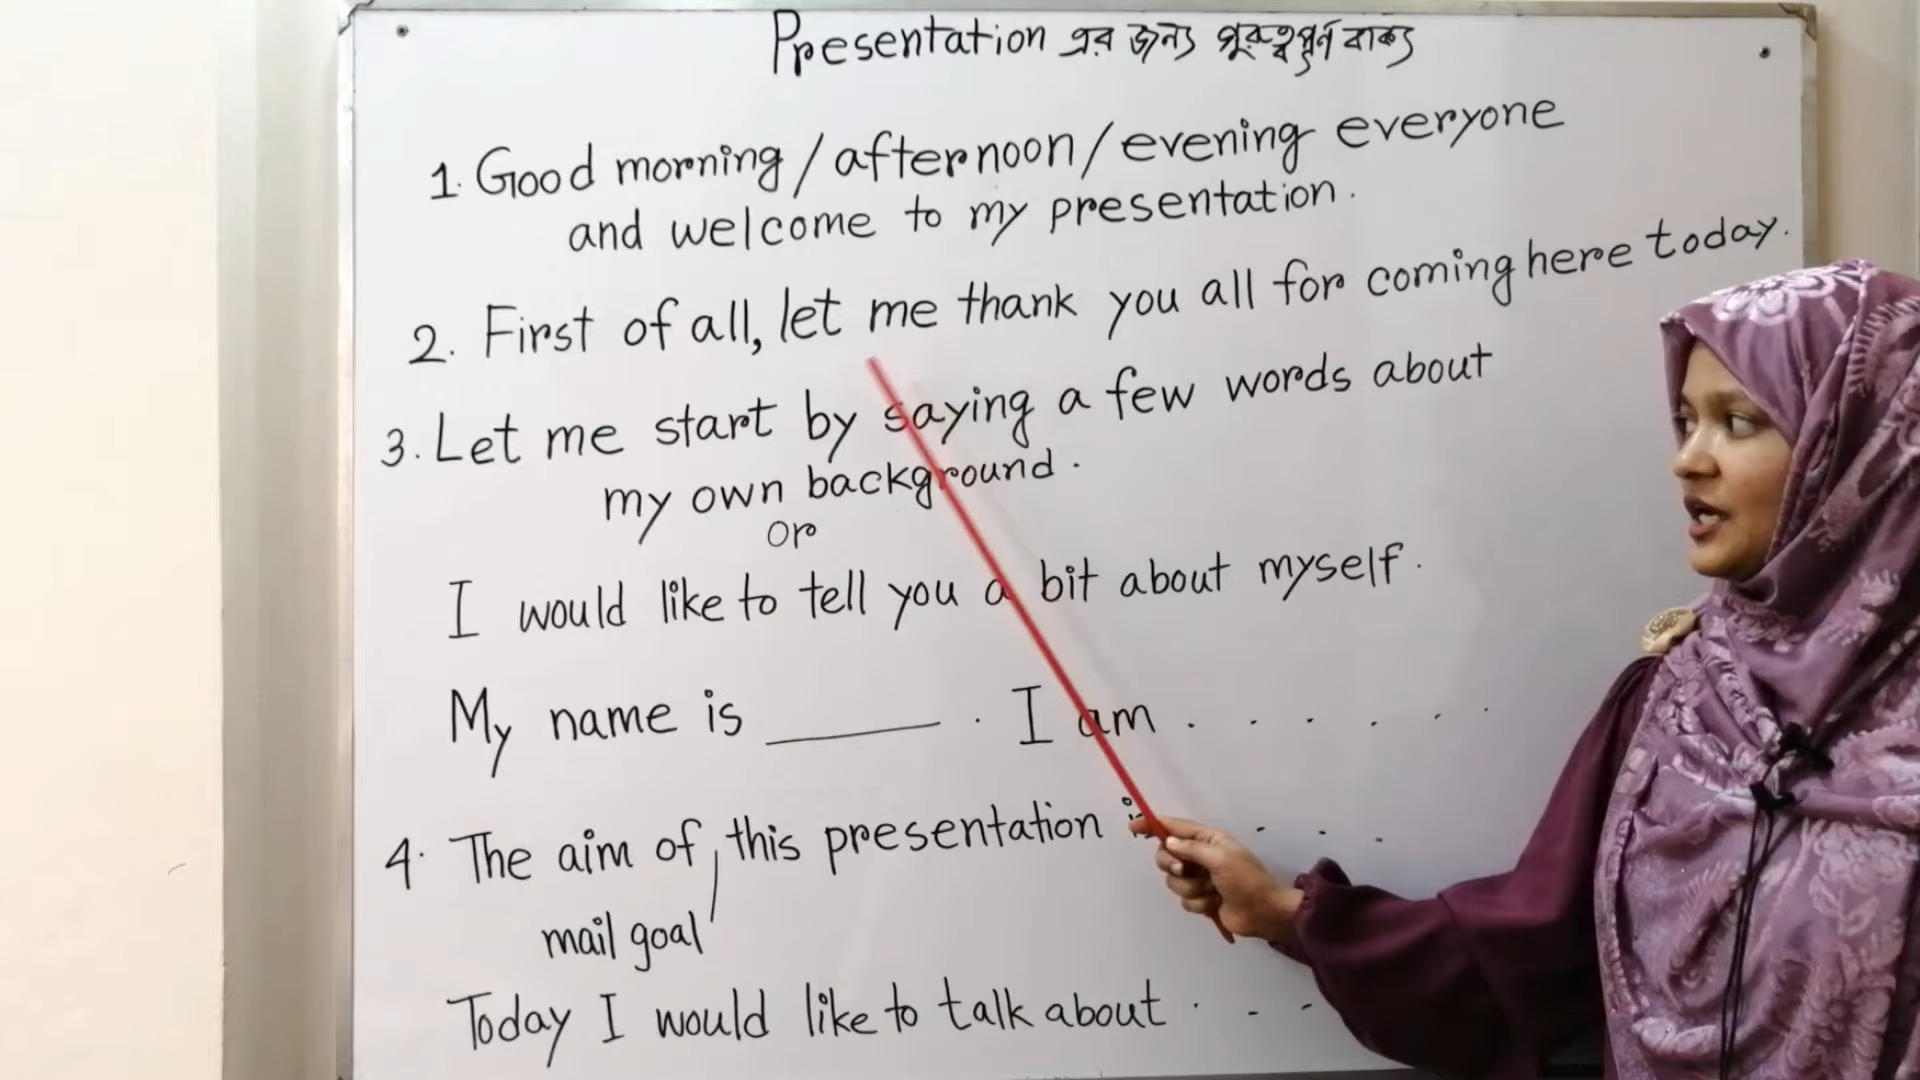 Presentation এর জন্য গুরুত্বপূর্ণ বাক্য
1. Good morning / afternoon / evening everyone
and welcome to my presentation.
2. First of all, let me thank you all for coming here today.
3. Let me start by saying a few words about
my own background.
or
I would like to tell you a bit about myself.
My name is ______ . I am . . . . . .
4. The aim of / this presentation is . . .
mail goal
Today I would like to talk about . - -